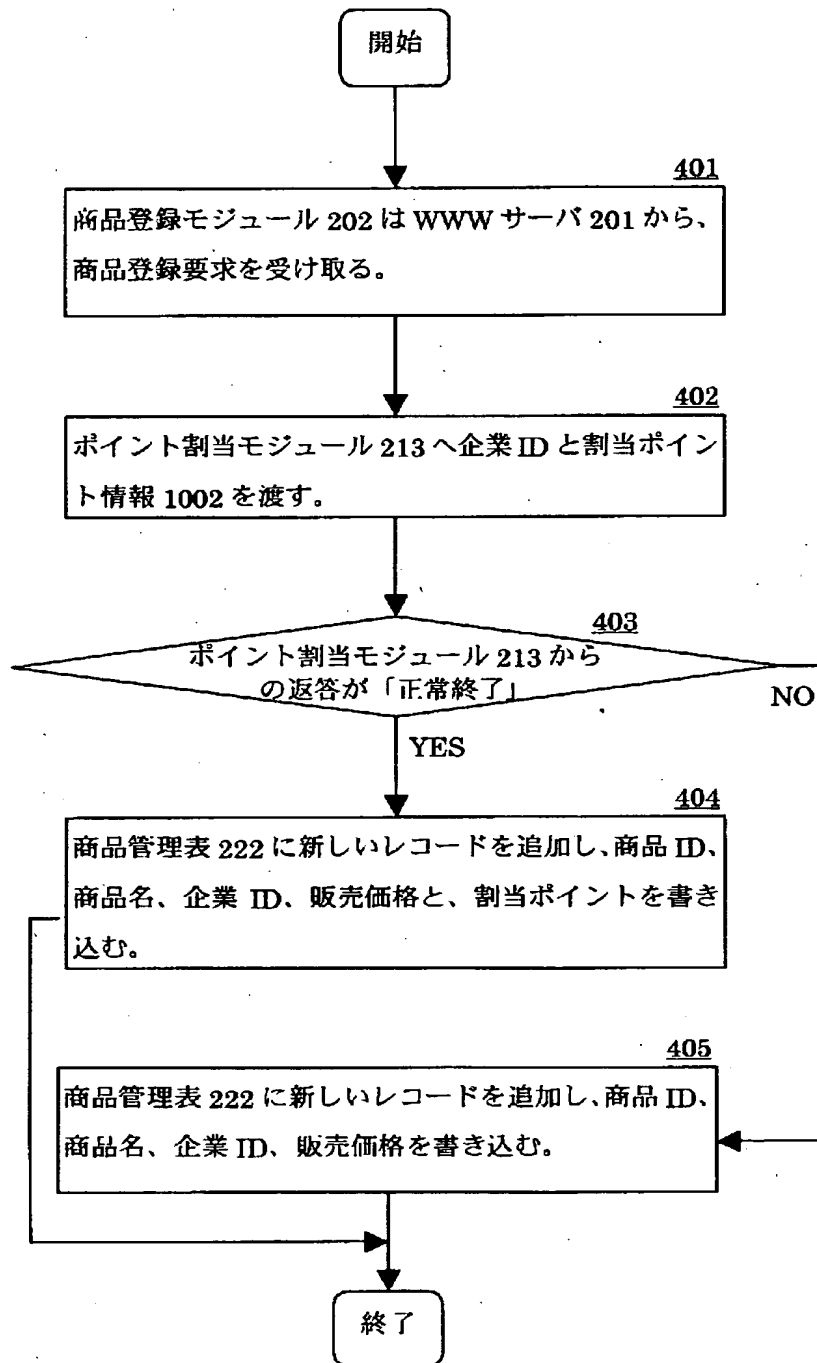 開始
401
商品登録モジュール 202 は WWW サーバ 201 から、
商品登録要求を受け取る。
402
ポイント割当モジュール 213 へ企業 ID と割当ポイン
ト情報 1002 を渡す。
403
ポイント割当モジュール 213 から
の返答が「正常終了」
NO
YES
404
商品管理表 222 に新しいレコードを追加し、商品 ID、
商品名、企業 ID、販売価格と、割当ポイントを書き
込む。
405
商品管理表 222 に新しいレコードを追加し、商品 ID、
商品名、企業 ID、販売価格を書き込む。
終了